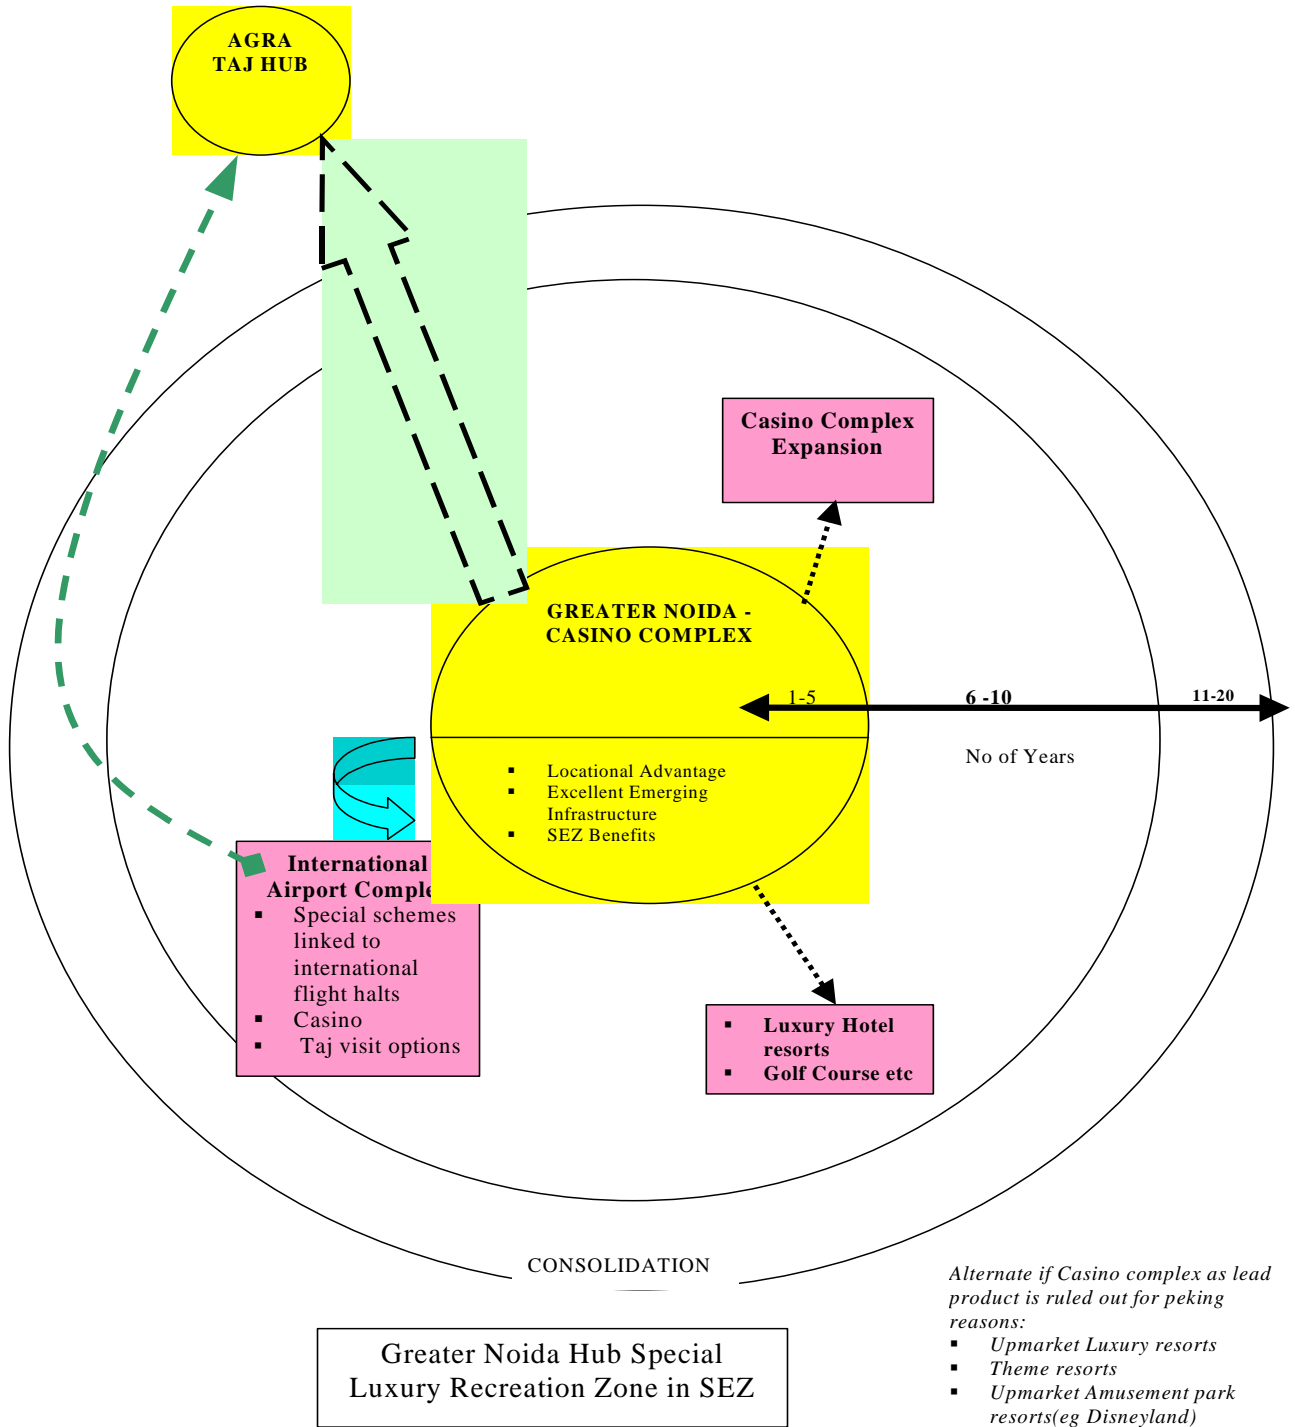 AGRA
TAJ HUB
Casino Complex
Expansion
GREATER NOIDA -
CASINO COMPLEX
1-5
6 -10
11-20
No of Years
▪ Locational Advantage
▪ Excellent Emerging
Infrastructure
▪ SEZ Benefits
International
Airport Comple
▪ Special schemes
linked to
international
flight halts
▪ Casino
▪ Taj visit options
▪ Luxury Hotel
resorts
▪ Golf Course etc
CONSOLIDATION
Alternate if Casino complex as lead
product is ruled out for peking
reasons:
▪ Upmarket Luxury resorts
▪ Theme resorts
▪ Upmarket Amusement park
resorts(eg Disneyland)
Greater Noida Hub Special
Luxury Recreation Zone in SEZ